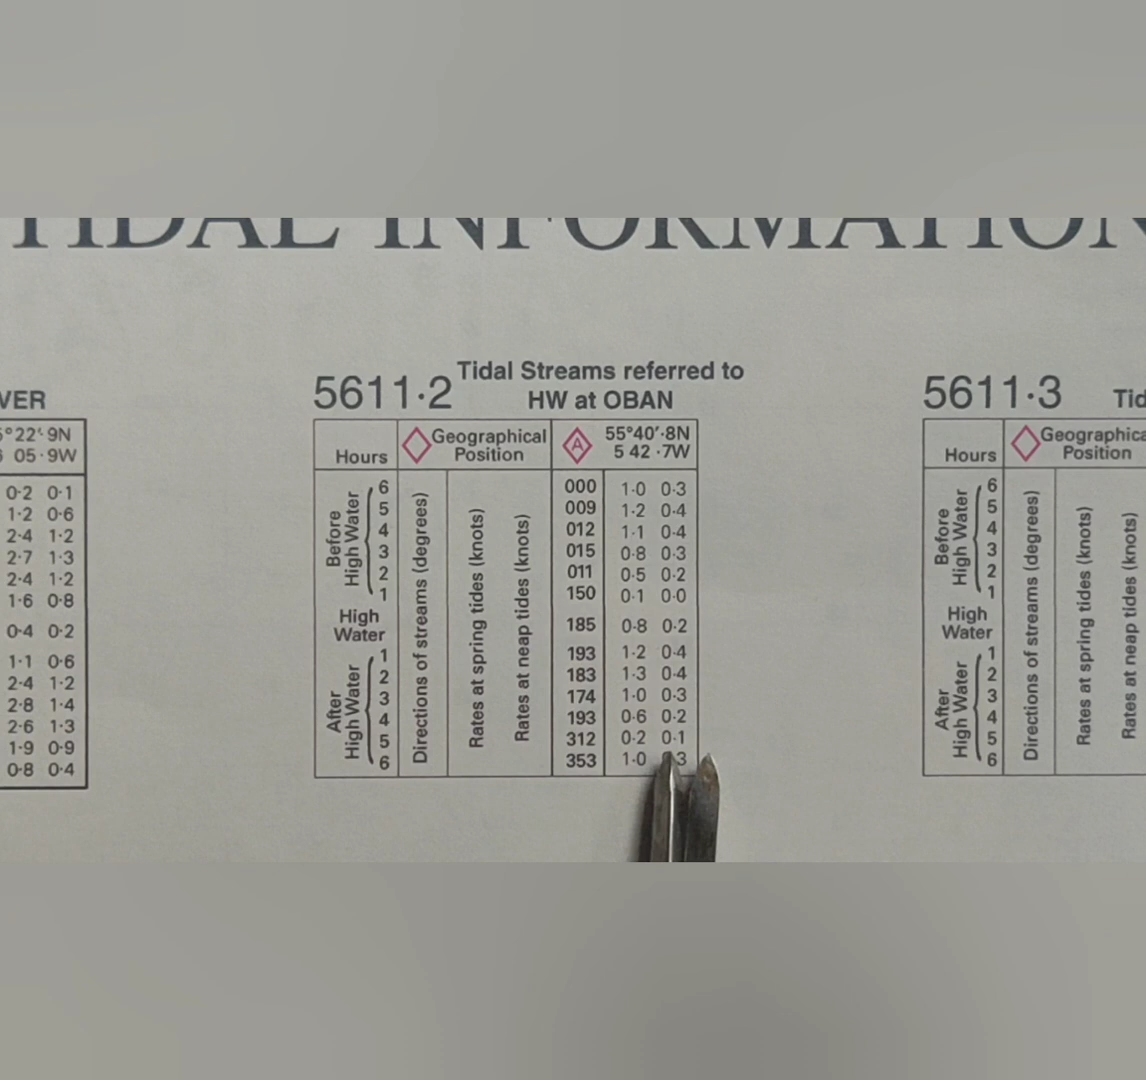 TIDAL INFORMATION
VER
22'·9N
05·9W
0·2 0·1
1·2 0·6
2·4 1·2
2·7 1·3
2·4 1·2
1·6 0·8
0·4 0·2
1·1 0·6
2·4 1·2
2·8 1·4
2·6 1·3
1·9 0·9
0·8 0·4
5611·2 Tidal Streams referred to
HW at OBAN
Hours
Geographical
Position
A
55°40'·8N
5 42 ·7W
Before
High Water
6
5
4
3
2
1
High
Water
After
High Water
1
2
3
4
5
6
Directions of streams (degrees)
Rates at spring tides (knots)
Rates at neap tides (knots)
000 1·0 0·3
009 1·2 0·4
012 1·1 0·4
015 0·8 0·3
011 0·5 0·2
150 0·1 0·0
185 0·8 0·2
193 1·2 0·4
183 1·3 0·4
174 1·0 0·3
193 0·6 0·2
312 0·2 0·1
353 1·0 3
5611·3 Tid
Hours
Geographica
Position
Before
High Water
6
5
4
3
2
1
High
Water
After
High Water
1
2
3
4
5
6
Directions of streams (degrees)
Rates at spring tides (knots)
Rates at neap tides (knots)